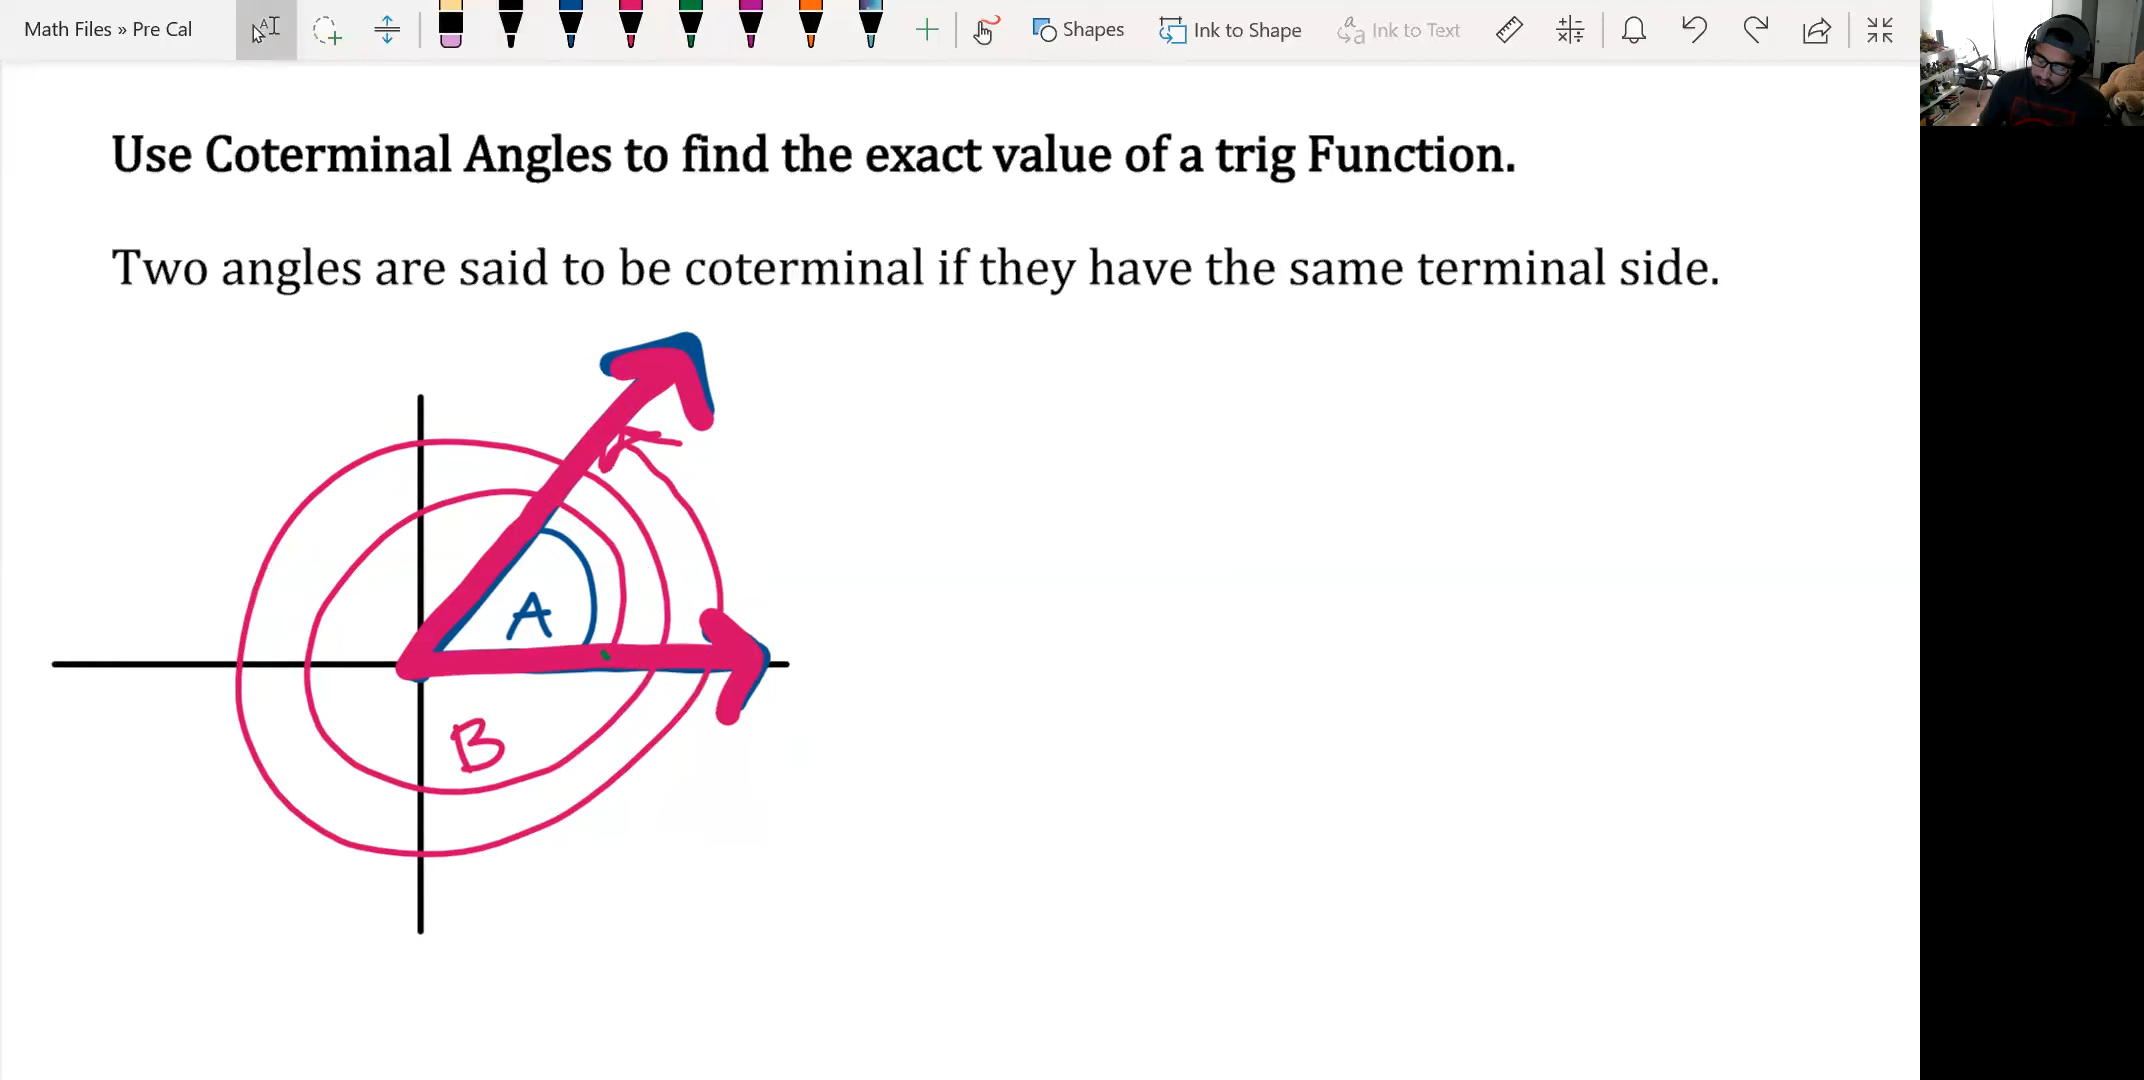 Math Files » Pre Cal
Shapes
Ink to Shape
Ink to Text
Use Coterminal Angles to find the exact value of a trig Function.
Two angles are said to be coterminal if they have the same terminal side.
A
B